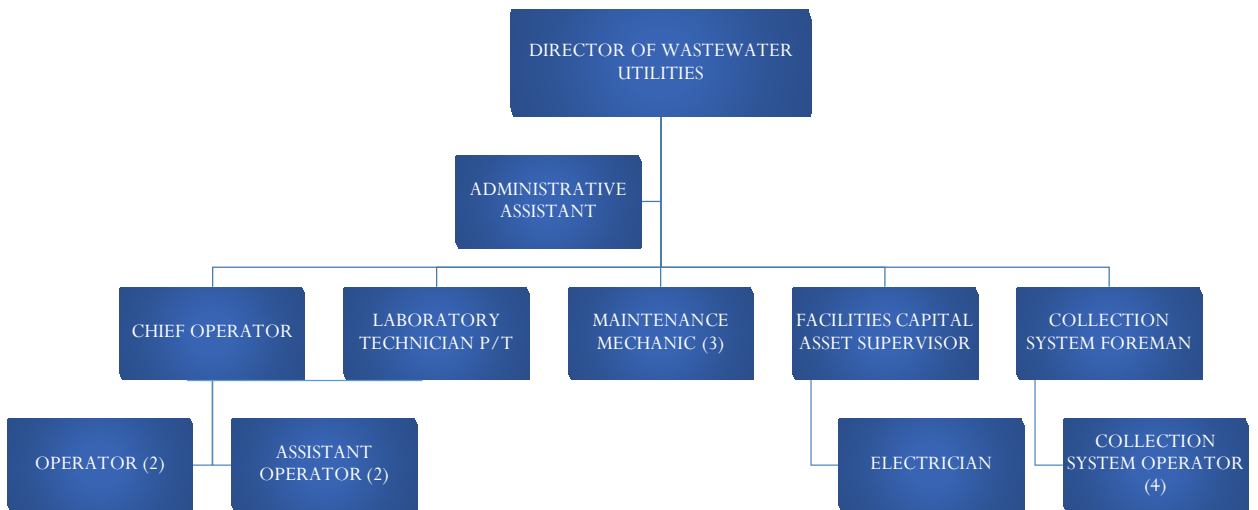 DIRECTOR OF WASTEWATER
UTILITIES
ADMINISTRATIVE
ASSISTANT
CHIEF OPERATOR
LABORATORY
TECHNICIAN P/T
MAINTENANCE
MECHANIC (3)
FACILITIES CAPITAL
ASSET SUPERVISOR
COLLECTION
SYSTEM FOREMAN
OPERATOR (2)
ASSISTANT
OPERATOR (2)
ELECTRICIAN
COLLECTION
SYSTEM OPERATOR
(4)